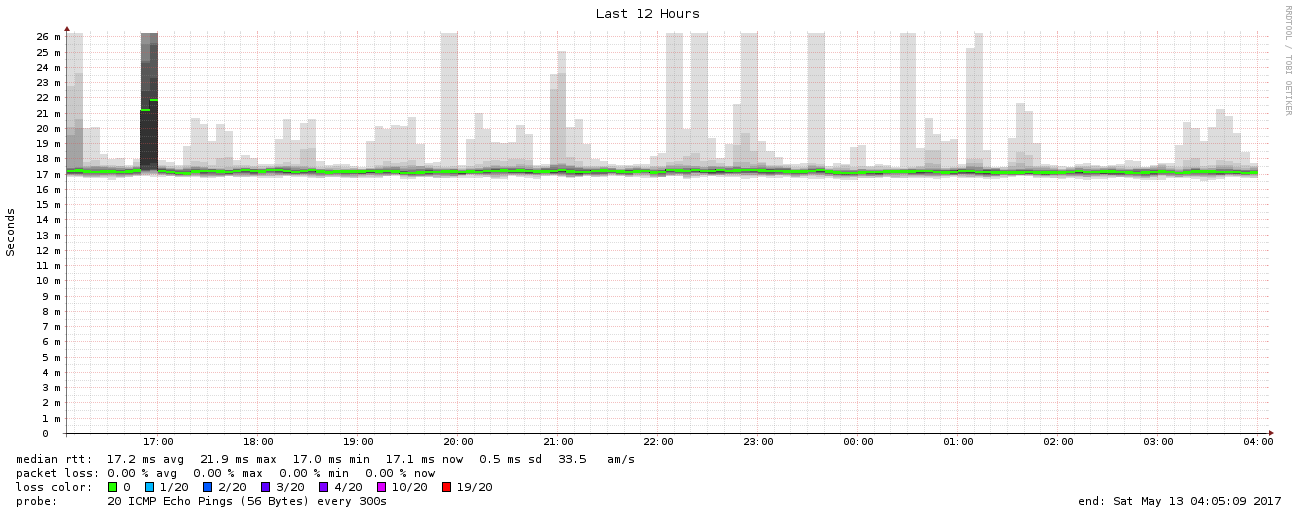 Last 12 Hours
RRDTOOL / TOBI OETIKER
Seconds
26 m
25 m
24 m
23 m
22 m
21 m
20 m
19 m
18 m
17 m
16 m
15 m
14 m
13 m
12 m
11 m
10 m
9 m
8 m
7 m
6 m
5 m
4 m
3 m
2 m
1 m
0
17:00 18:00 19:00 20:00 21:00 22:00 23:00 00:00 01:00 02:00 03:00 04:00
median rtt: 17.2 ms avg 21.9 ms max 17.0 ms min 17.1 ms now 0.5 ms sd 33.5 am/s
packet loss: 0.00 % avg 0.00 % max 0.00 % min 0.00 % now
loss color: 0 1/20 2/20 3/20 4/20 10/20 19/20
probe: 20 ICMP Echo Pings (56 Bytes) every 300s end: Sat May 13 04:05:09 2017